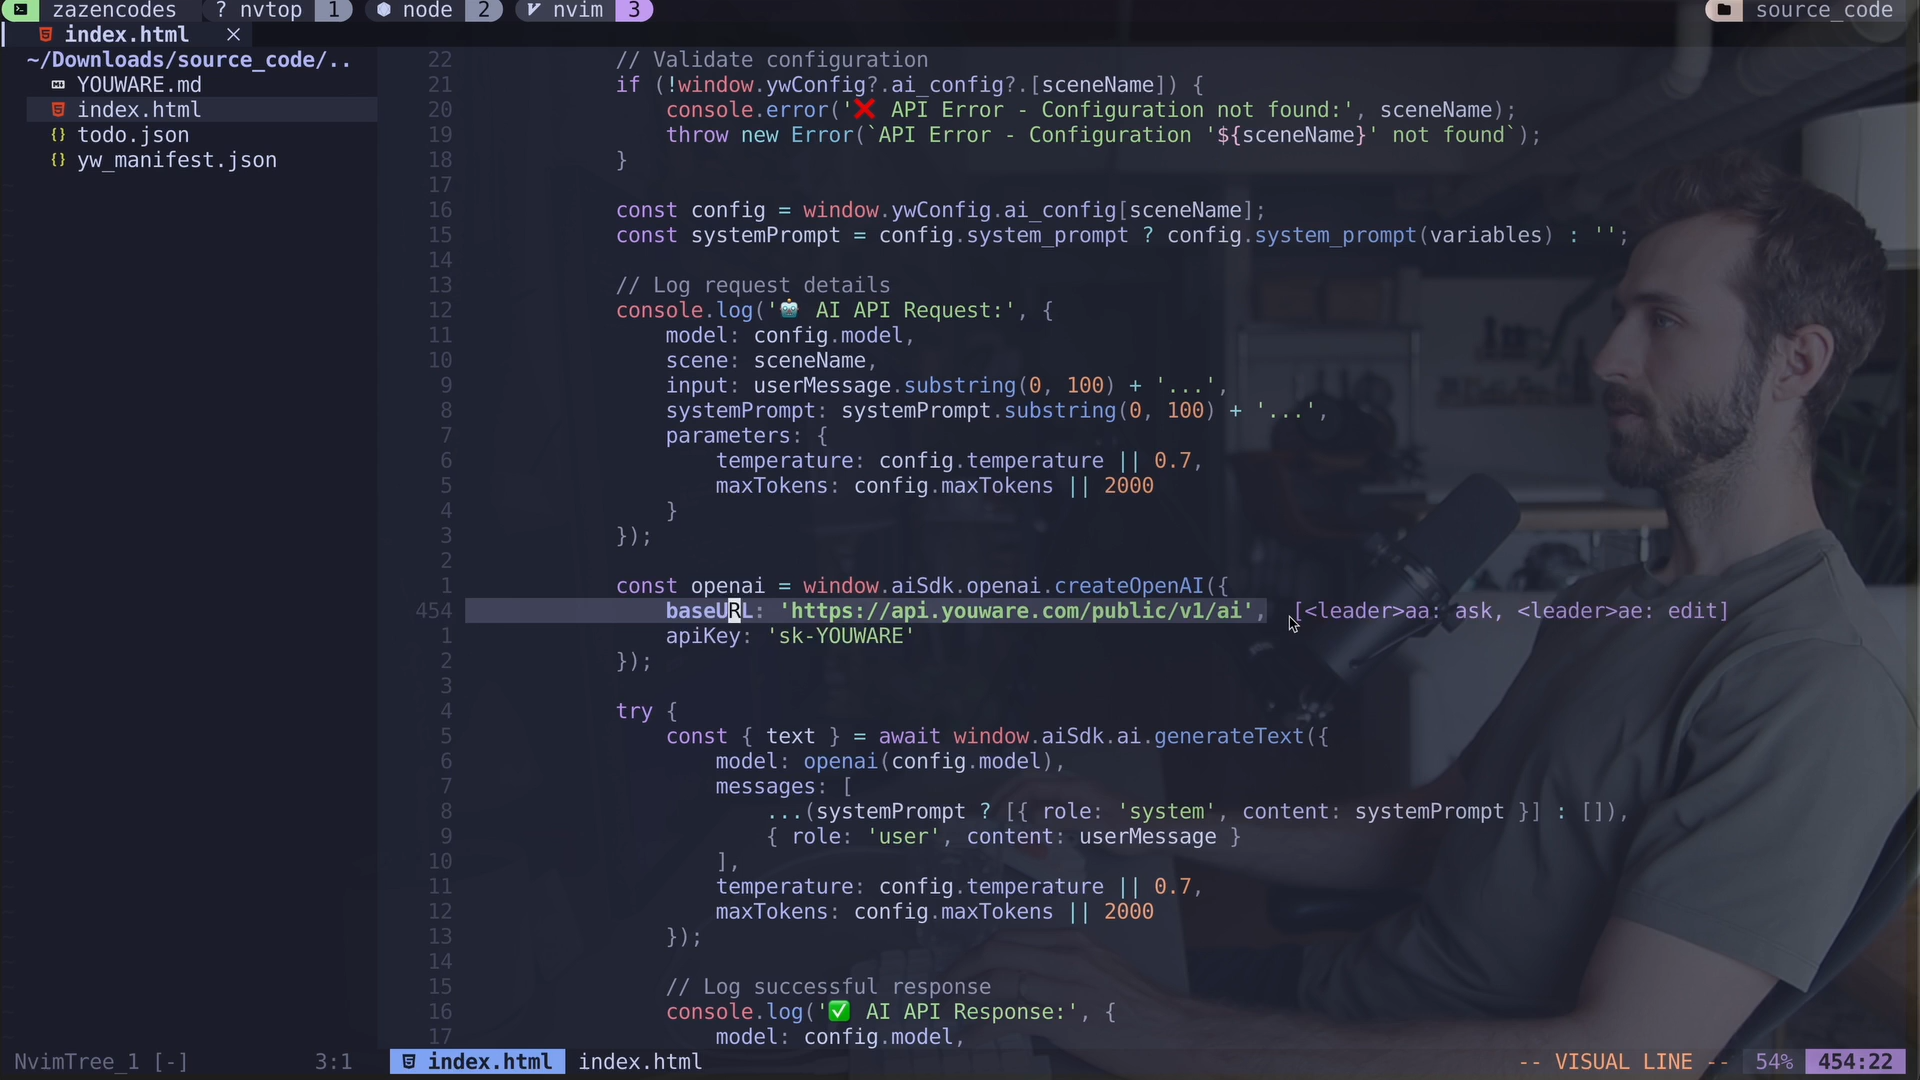 zazencodes ? nvtop 1 node 2 nvim 3 source_code
index.html ×
~/Downloads/source_code/..
YOUWARE.md
index.html
todo.json
yw_manifest.json
22 // Validate configuration
21 if (!window.ywConfig?.ai_config?.[sceneName]) {
20 console.error('❌ API Error - Configuration not found:', sceneName);
19 throw new Error(`API Error - Configuration '${sceneName}' not found`);
18 }
17
16 const config = window.ywConfig.ai_config[sceneName];
15 const systemPrompt = config.system_prompt ? config.system_prompt(variables) : '';
14
13 // Log request details
12 console.log('🤖 AI API Request:', {
11 model: config.model,
10 scene: sceneName,
9 input: userMessage.substring(0, 100) + '...',
8 systemPrompt: systemPrompt.substring(0, 100) + '...',
7 parameters: {
6 temperature: config.temperature || 0.7,
5 maxTokens: config.maxTokens || 2000
4 }
3 });
2
1 const openai = window.aiSdk.openai.createOpenAI({
454 baseURL: 'https://api.youware.com/public/v1/ai', [<leader>aa: ask, <leader>ae: edit]
1 apiKey: 'sk-YOUWARE'
2 });
3
4 try {
5 const { text } = await window.aiSdk.ai.generateText({
6 model: openai(config.model),
7 messages: [
8 ...(systemPrompt ? [{ role: 'system', content: systemPrompt }] : []),
9 { role: 'user', content: userMessage }
10 ],
11 temperature: config.temperature || 0.7,
12 maxTokens: config.maxTokens || 2000
13 });
14
15 // Log successful response
16 console.log('✅ AI API Response:', {
17 model: config.model,
NvimTree_1 [-] 3:1 index.html index.html -- VISUAL LINE -- 54% 454:22